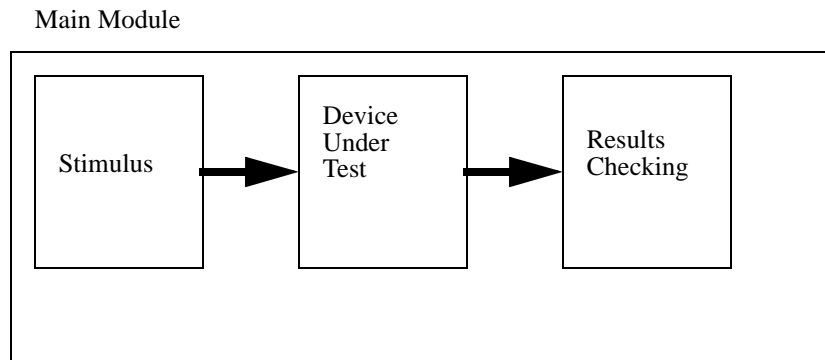 Main Module
Stimulus
Device
Under
Test
Results
Checking